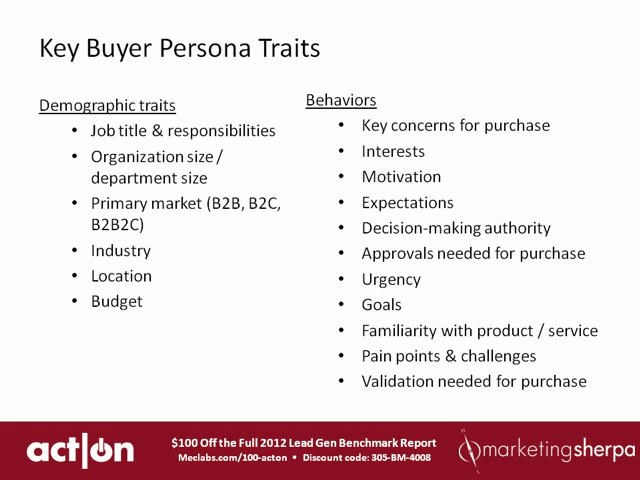 Key Buyer Persona Traits
Demographic traits
• Job title & responsibilities
• Organization size /
department size
• Primary market (B2B, B2C,
B2B2C)
• Industry
• Location
• Budget
Behaviors
• Key concerns for purchase
• Interests
• Motivation
• Expectations
• Decision-making authority
• Approvals needed for purchase
• Urgency
• Goals
• Familiarity with product / service
• Pain points & challenges
• Validation needed for purchase
act|on
$100 Off the Full 2012 Lead Gen Benchmark Report
Meclabs.com/100-acton ▪ Discount code: 305-BM-4008
marketingsherpa